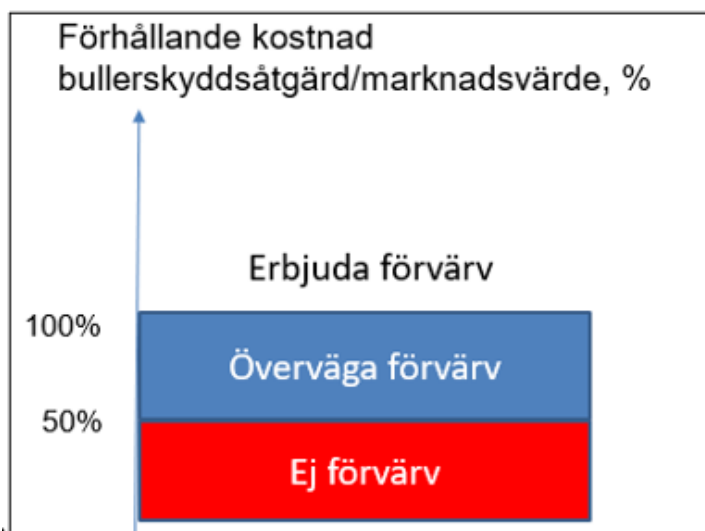 Förhållande kostnad
bullerskyddsåtgärd/marknadsvärde, %
Erbjuda förvärv
100%
Överväga förvärv
50%
Ej förvärv